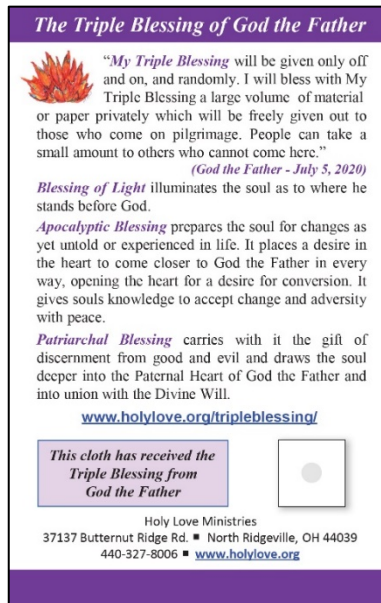 The Triple Blessing of God the Father
“My Triple Blessing will be given only off
and on, and randomly. I will bless with My
Triple Blessing a large volume of material
or paper privately which will be freely given out to
those who come on pilgrimage. People can take a
small amount to others who cannot come here.”
(God the Father - July 5, 2020)
Blessing of Light illuminates the soul as to where he
stands before God.
Apocalyptic Blessing prepares the soul for changes as
yet untold or experienced in life. It places a desire in
the heart to come closer to God the Father in every
way, opening the heart for a desire for conversion. It
gives souls knowledge to accept change and adversity
with peace.
Patriarchal Blessing carries with it the gift of
discernment from good and evil and draws the soul
deeper into the Paternal Heart of God the Father and
into union with the Divine Will.
www.holylove.org/tripleblessing/
This cloth has received the
Triple Blessing from
God the Father
Holy Love Ministries
37137 Butternut Ridge Rd. ■ North Ridgeville, OH 44039
440-327-8006 ■ www.holylove.org